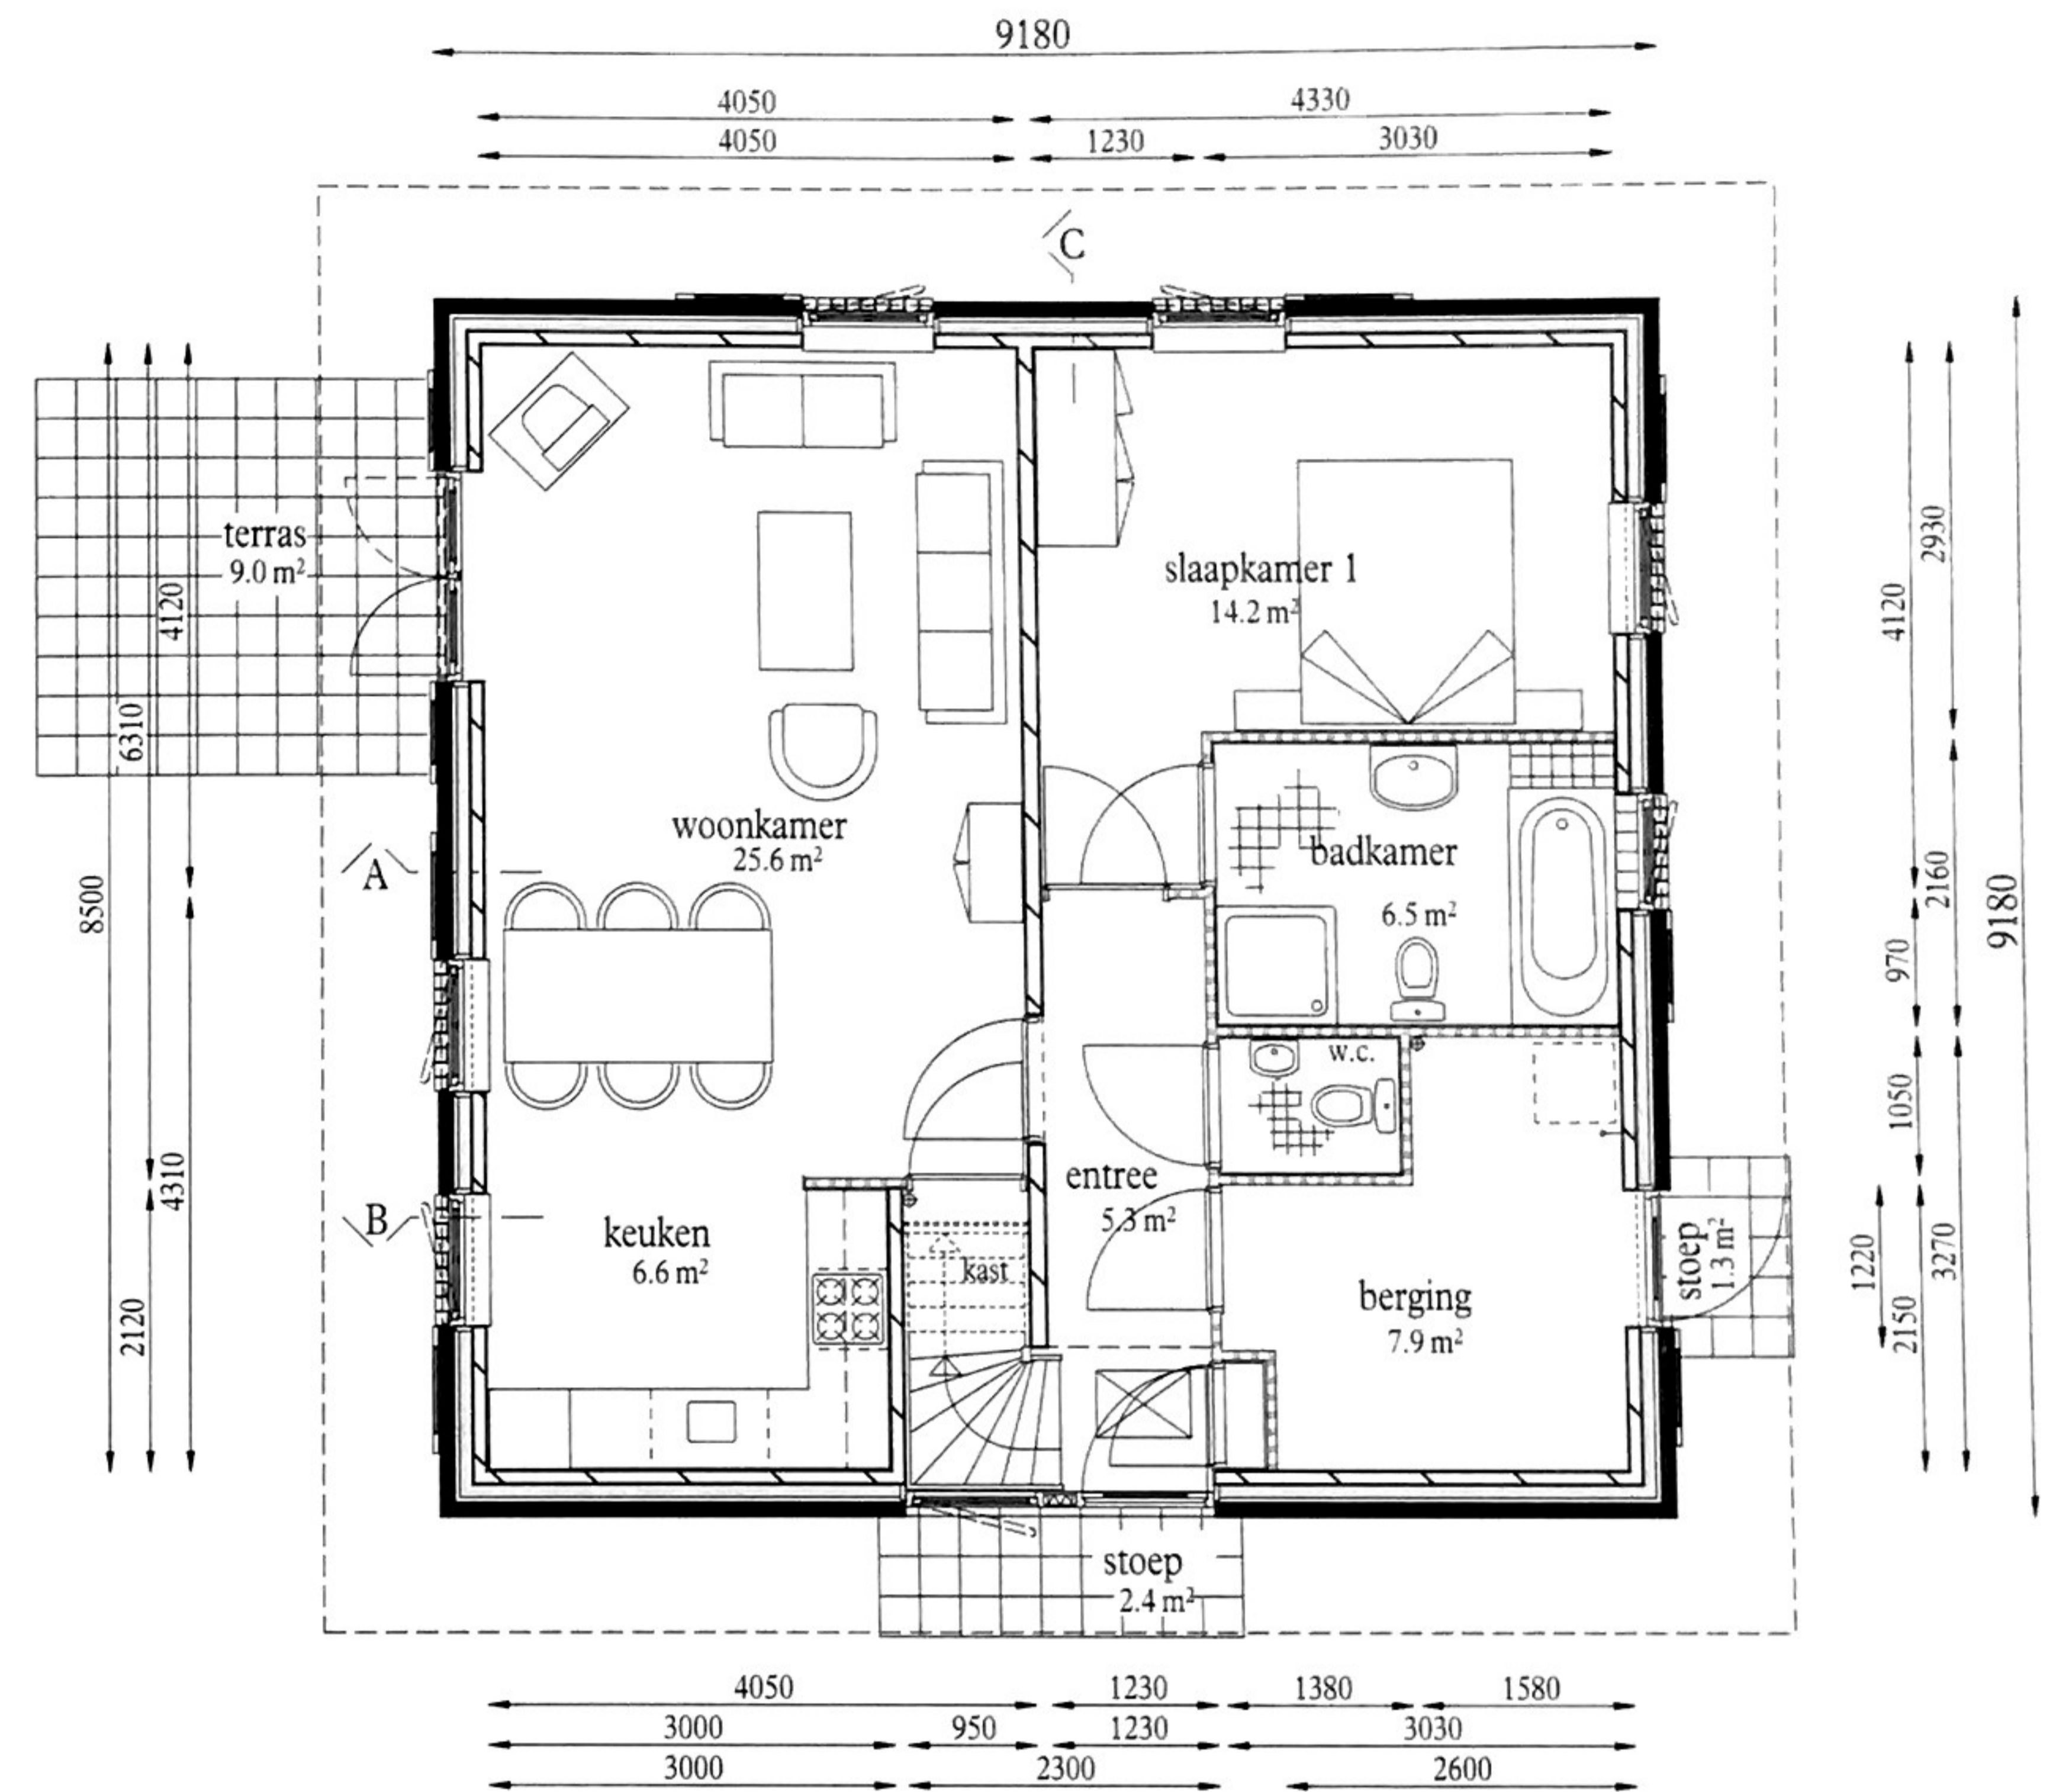 9180
4050 4330
4050 1230 3030
C
terras
9.0 m²
slaapkamer 1
14.2 m²
woonkamer
25.6 m²
badkamer
6.5 m²
A
w.c.
entree
5.3 m²
B
keuken
6.6 m²
kast
berging
7.9 m²
stoep
1.3 m²
stoep
2.4 m²
8500
6310
2120
4120
4310
4120
970
1050
1220
2150
2930
2160
3270
9180
4050 1230 1380 1580
3000 950 1230 3030
3000 2300 2600